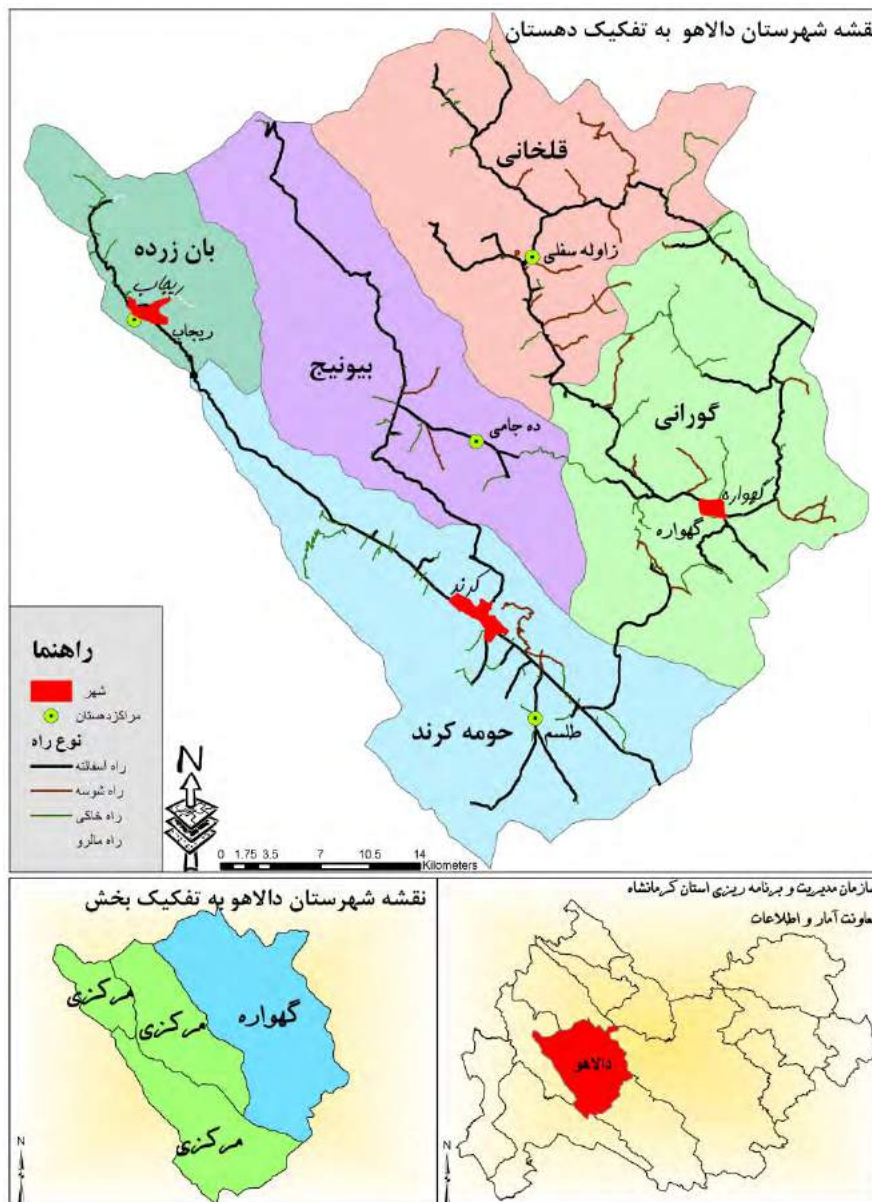 نقشه شهرستان دالاهو به تفکیک دهستان
قلخانی
زاوله سفلی
بان زرده
ریجاب
ریجاب
بیونیج
ده جامی
گورانی
گهواره
گهواره
کرند
حومه کرند
طلسم
راهنما
شهر
مراکزدهستان
نوع راه
راه اسفالته
راه شوسه
راه خاکی
راه مالرو
N
0 1.75 3.5 7 10.5 14
Kilometers
نقشه شهرستان دالاهو به تفکیک بخش
مرکزی
مرکزی
گهواره
مرکزی
N
سازمان مدیریت و برنامه ریزی استان کرمانشاه
معاونت آمار و اطلاعات
دالاهو
N